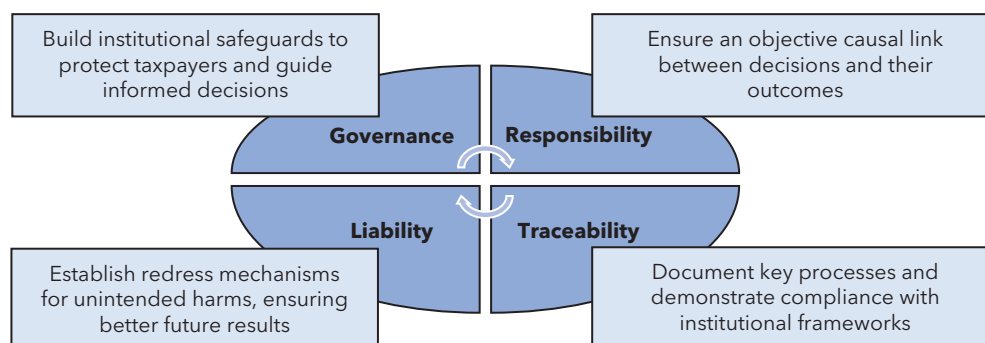 Build institutional safeguards to
protect taxpayers and guide
informed decisions
Ensure an objective causal link
between decisions and their
outcomes
Governance
Responsibility
Liability
Traceability
Establish redress mechanisms
for unintended harms, ensuring
better future results
Document key processes and
demonstrate compliance with
institutional frameworks